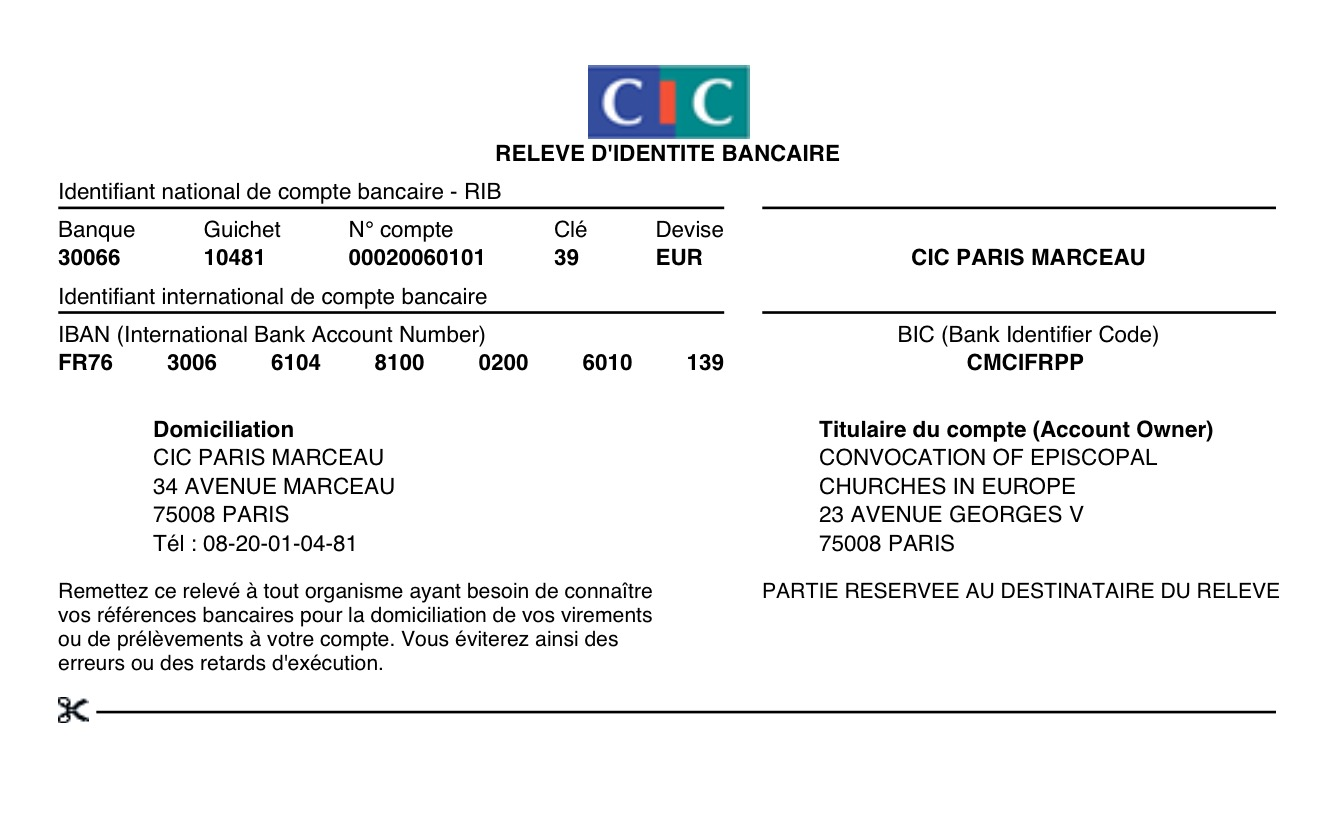 CIC
RELEVE D'IDENTITE BANCAIRE
Identifiant national de compte bancaire - RIB
Banque Guichet N° compte Clé Devise
30066 10481 00020060101 39 EUR
CIC PARIS MARCEAU
Identifiant international de compte bancaire
IBAN (International Bank Account Number)
FR76 3006 6104 8100 0200 6010 139
BIC (Bank Identifier Code)
CMCIFRPP
Domiciliation
CIC PARIS MARCEAU
34 AVENUE MARCEAU
75008 PARIS
Tél : 08-20-01-04-81
Titulaire du compte (Account Owner)
CONVOCATION OF EPISCOPAL
CHURCHES IN EUROPE
23 AVENUE GEORGES V
75008 PARIS
Remettez ce relevé à tout organisme ayant besoin de connaître
vos références bancaires pour la domiciliation de vos virements
ou de prélèvements à votre compte. Vous éviterez ainsi des
erreurs ou des retards d'exécution.
PARTIE RESERVEE AU DESTINATAIRE DU RELEVE